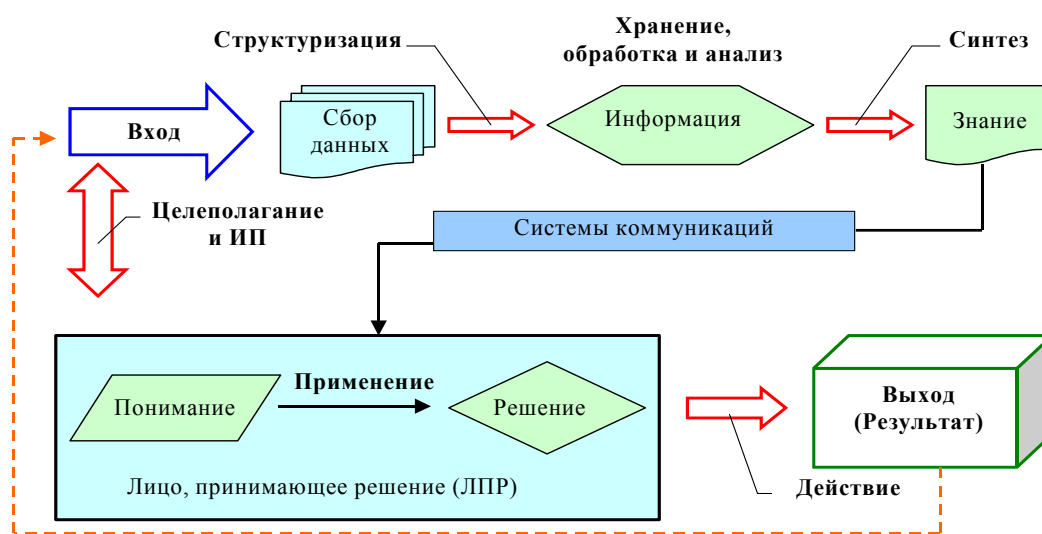 Структуризация
Хранение,
обработка и анализ
Синтез
Вход
Сбор
данных
Информация
Знание
Целеполагание
и ИП
Системы коммуникаций
Понимание
Применение
Решение
Выход
(Результат)
Лицо, принимающее решение (ЛПР)
Действие